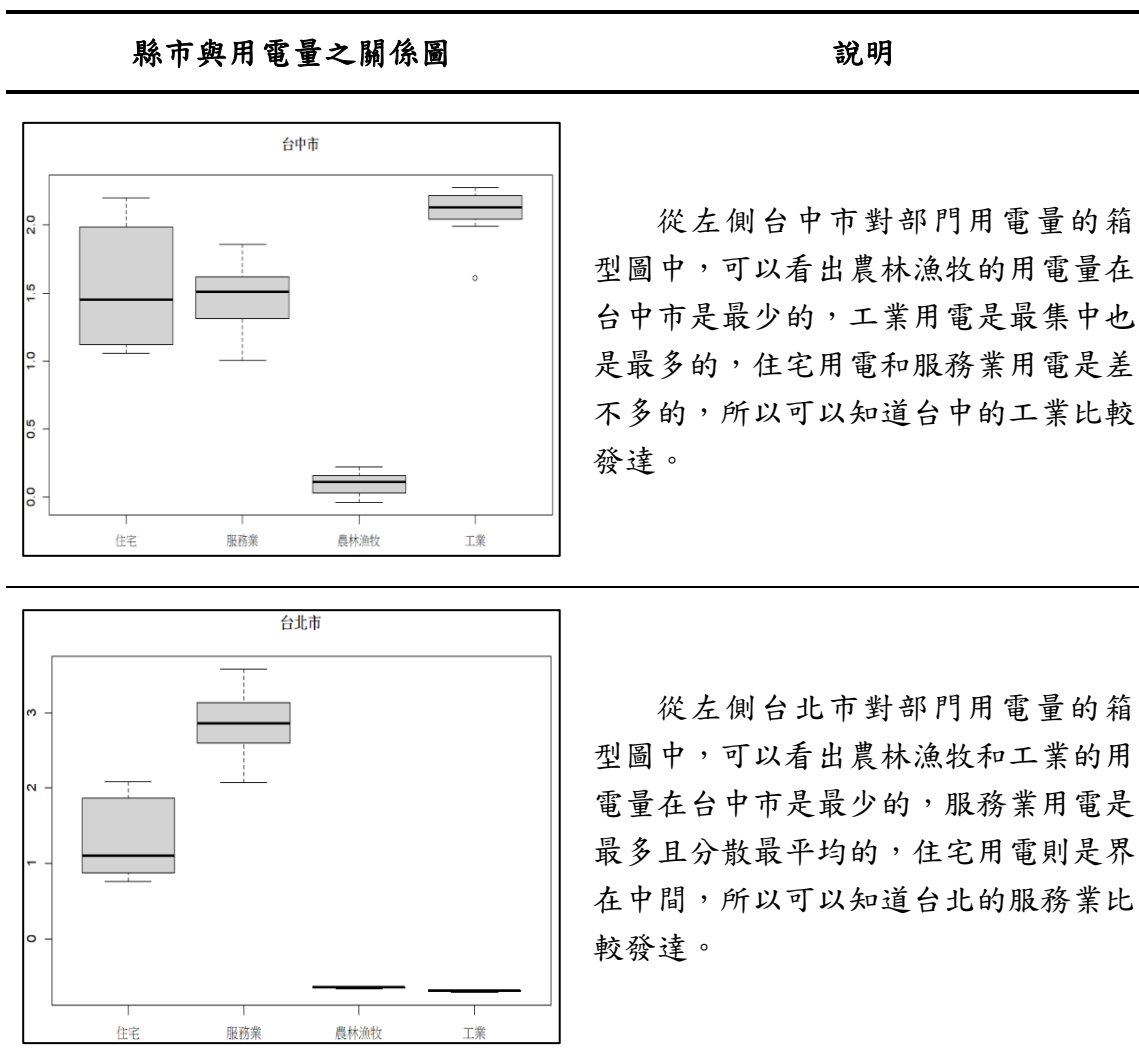 縣市與用電量之關係圖 說明
台中市
2.0
1.5
1.0
0.5
0.0
住宅 服務業 農林漁牧 工業
從左側台中市對部門用電量的箱
型圖中，可以看出農林漁牧的用電量在
台中市是最少的，工業用電是最集中也
是最多的，住宅用電和服務業用電是差
不多的，所以可以知道台中的工業比較
發達。
台北市
3
2
1
0
住宅 服務業 農林漁牧 工業
從左側台北市對部門用電量的箱
型圖中，可以看出農林漁牧和工業的用
電量在台中市是最少的，服務業用電是
最多且分散最平均的，住宅用電則是界
在中間，所以可以知道台北的服務業比
較發達。